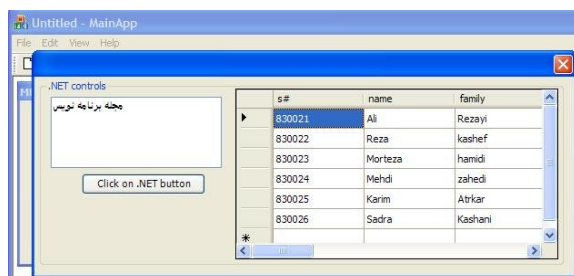 Untitled - MainApp
File Edit View Help
.NET controls
مجله برنامه نویس
Click on .NET button
s# name family
830021 Ali Rezayi
830022 Reza kashef
830023 Morteza hamidi
830024 Mehdi zahedi
830025 Karim Atrkar
830026 Sadra Kashani